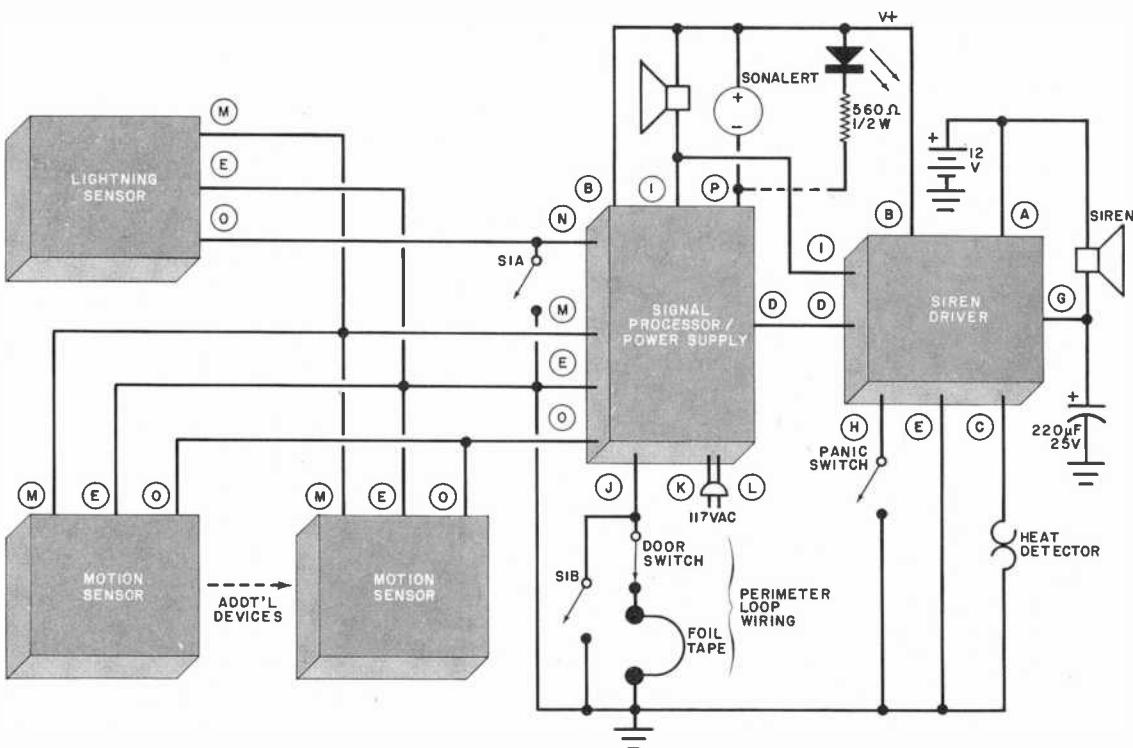 V+
SONALERT
+
−
560Ω
1/2 W
+
12
V
M
E
O
LIGHTNING
SENSOR
B
I
P
N
S1A
M
E
O
SIGNAL
PROCESSOR/
POWER SUPPLY
D
D
I
B
A
SIREN
SIREN
DRIVER
G
+
220µF
25V
H
E
C
PANIC
SWITCH
HEAT
DETECTOR
J
K
L
117VAC
M
E
O
M
E
O
MOTION
SENSOR
ADDT'L
DEVICES
MOTION
SENSOR
S1B
DOOR
SWITCH
FOIL
TAPE
PERIMETER
LOOP
WIRING